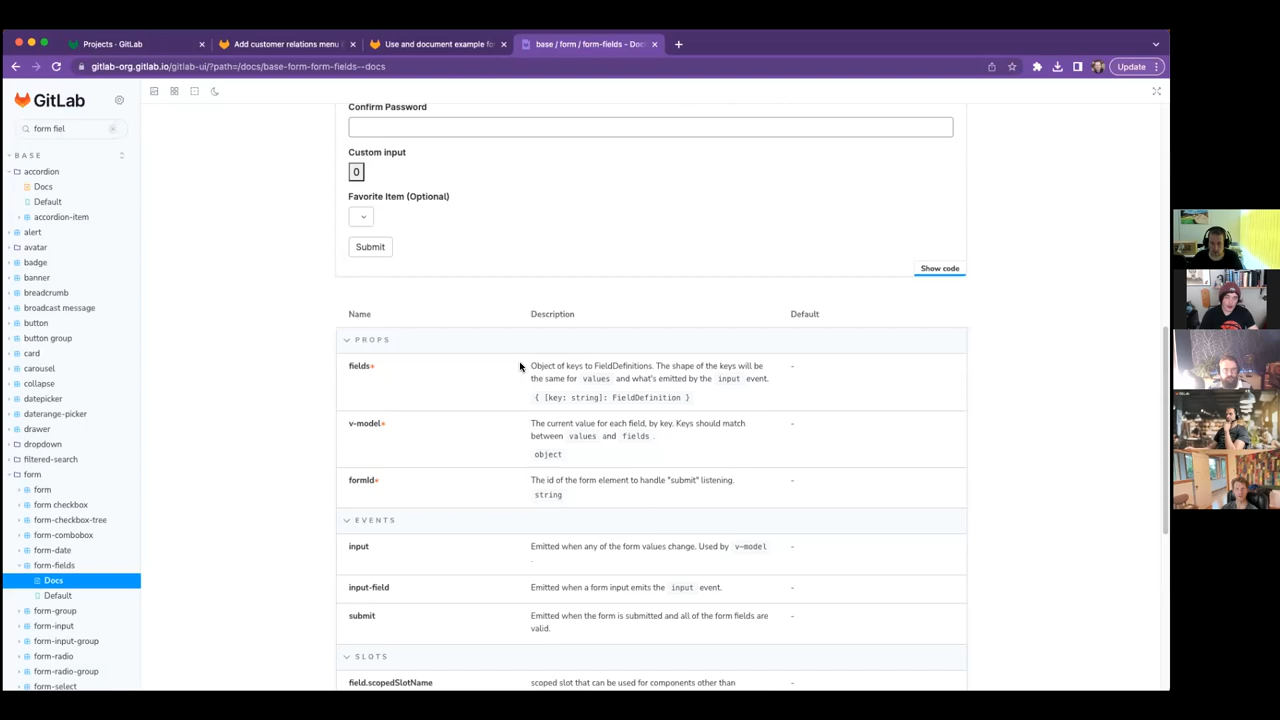 Projects · GitLab
Add customer relations menu
Use and document example for
base / form / form-fields - Doc
gitlab-org.gitlab.io/gitlab-ui/?path=/docs/base-form-form-fields--docs
Update
GitLab
form fiel
BASE
accordion
Docs
Default
accordion-item
alert
avatar
badge
banner
breadcrumb
broadcast message
button
button group
card
carousel
collapse
datepicker
daterange-picker
drawer
dropdown
filtered-search
form
form
form checkbox
form-checkbox-tree
form-combobox
form-date
form-fields
Docs
Default
form-group
form-input
form-input-group
form-radio
form-radio-group
form-select
Confirm Password
Custom input
0
Favorite Item (Optional)
Submit
Show code
Name Description Default
PROPS
fields* Object of keys to FieldDefinitions. The shape of the keys will be -
the same for values and what's emitted by the input event.
{ [key: string]: FieldDefinition }
v-model* The current value for each field, by key. Keys should match -
between values and fields .
object
formId* The id of the form element to handle "submit" listening. -
string
EVENTS
input Emitted when any of the form values change. Used by v-model -
.
input-field Emitted when a form input emits the input event. -
submit Emitted when the form is submitted and all of the form fields are -
valid.
SLOTS
field.scopedSlotName scoped slot that can be used for components other than -